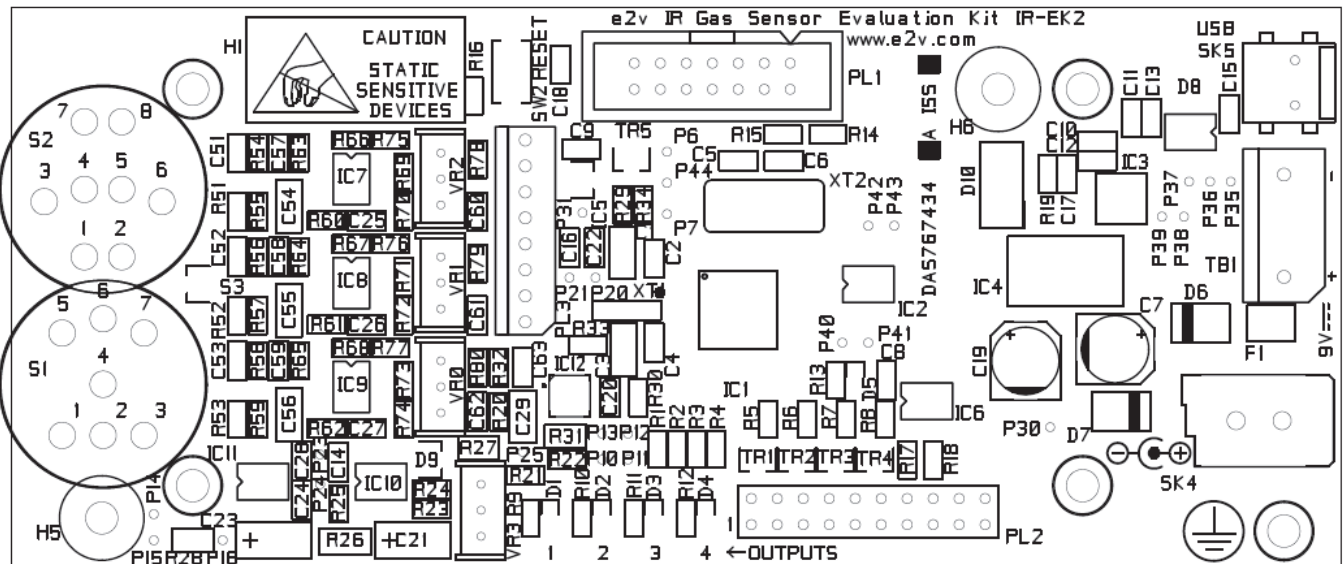 e2v IR Gas Sensor Evaluation Kit IR-EK2
www.e2v.com
H1
CAUTION
STATIC
SENSITIVE
DEVICES
R16
SW2 RESET
C18
PL1
A ISS
H6
USB
SK5
C11
C13
D8
C15
S2
7
8
4
5
3
6
1
2
C51
R54
C57
R63
R66
R75
IC7
R69
VR2
R78
C9
TR5
P6
R15
R14
C5
C6
P44
XT2
P42
P43
C10
C12
IC3
D10
R19
C17
P37
P36
P35
P39
P38
R51
R55
C54
R60
C25
R70
C60
P3
IC5
R29
R34
P7
C52
R56
C58
R64
R67
R76
IC8
R71
VR1
R79
C16
C22
C2
DAS767434
IC4
TB1
S3
R52
R57
C55
R61
C26
R72
C61
P21
P20
XT
C3
IC2
C7
D6
9V
F1
6
5
7
S1
4
1
2
3
C53
R58
C59
R65
R68
R77
IC9
R73
VR0
R80
R32
C63
R33
IC12
C4
P40
P41
C8
C19
R53
R59
C56
R62
C27
R74
C62
C29
C20
R30
R1
R2
R3
R4
IC1
R13
D5
R5
R6
R7
R8
IC6
P30
D7
SK4
IC11
C28
P23
C14
D9
R27
P25
R31
P13
P12
R22
P10
P11
TR1
TR2
TR3
TR4
R17
R18
P14
C24
P24
R25
IC10
R24
R23
R21
R9
D1
R10
D2
R11
D3
R12
D4
H5
C23
P15
R28
P16
R26
C21
VR3
1
2
3
4
←OUTPUTS
1
PL2